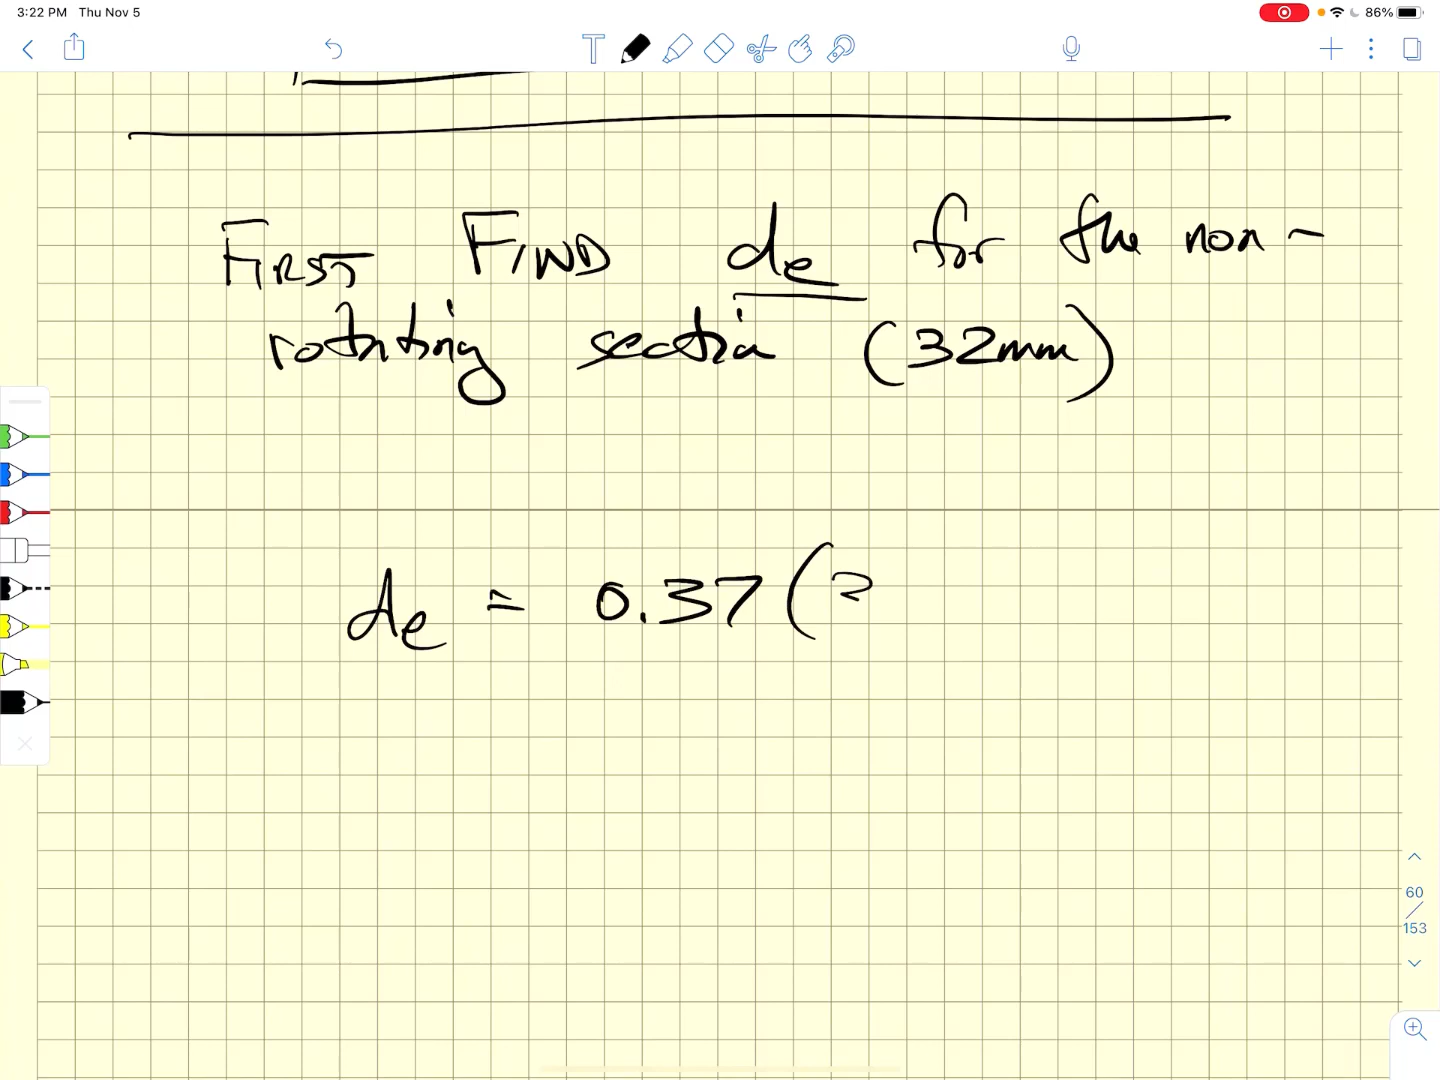 3:22 PM Thu Nov 5
86%
T
FIRST FIND de for the non-
rotating section (32mm)
de = 0.37 (3
60
153